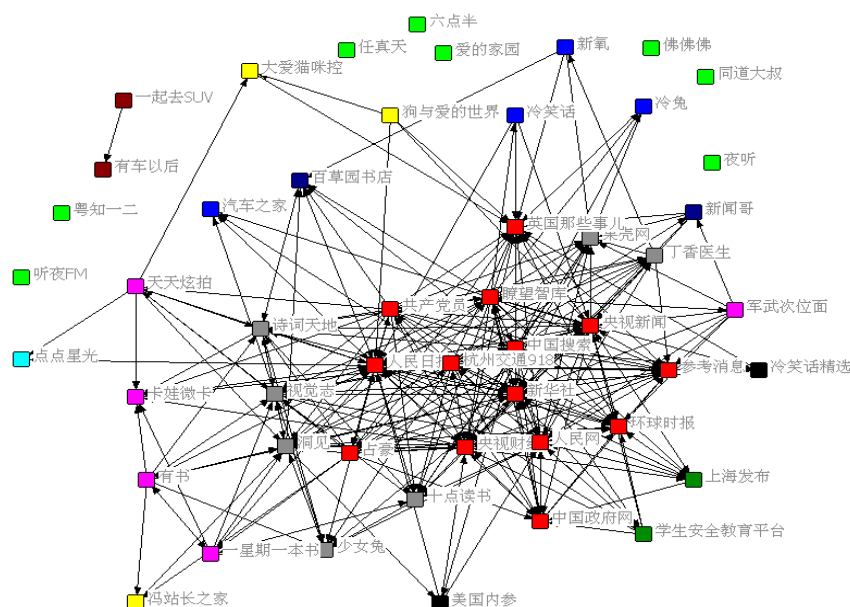 六点半
任真天
爱的家园
新氧
佛佛佛
大爱猫咪控
同道大叔
一起去SUV
狗与爱的世界
冷笑话
冷兔
有车以后
百草园书店
夜听
粤知一二
汽车之家
英国那些事儿
新闻哥
果壳网
丁香医生
听夜FM
天天炫拍
共产党员
瞭望智库
军武次位面
诗词天地
央视新闻
中国搜索
点点星光
人民日报
杭州交通918
参考消息
冷笑话精选
卡娃微卡
视觉志
新华社
环球时报
洞见
占豪
央视财经
人民网
有书
上海发布
十点读书
中国政府网
学生安全教育平台
一星期一本书
少女兔
冯站长之家
美国内参